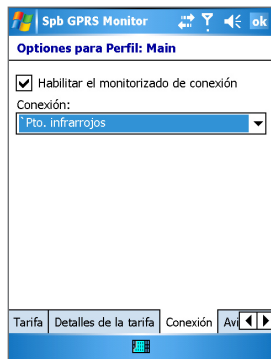 Spb GPRS Monitor ok
Optiones para Perfil: Main
Habilitar el monitorizado de conexión
Conexión:
`Pto. infrarrojos
Tarifa Detalles de la tarifa Conexión Avi